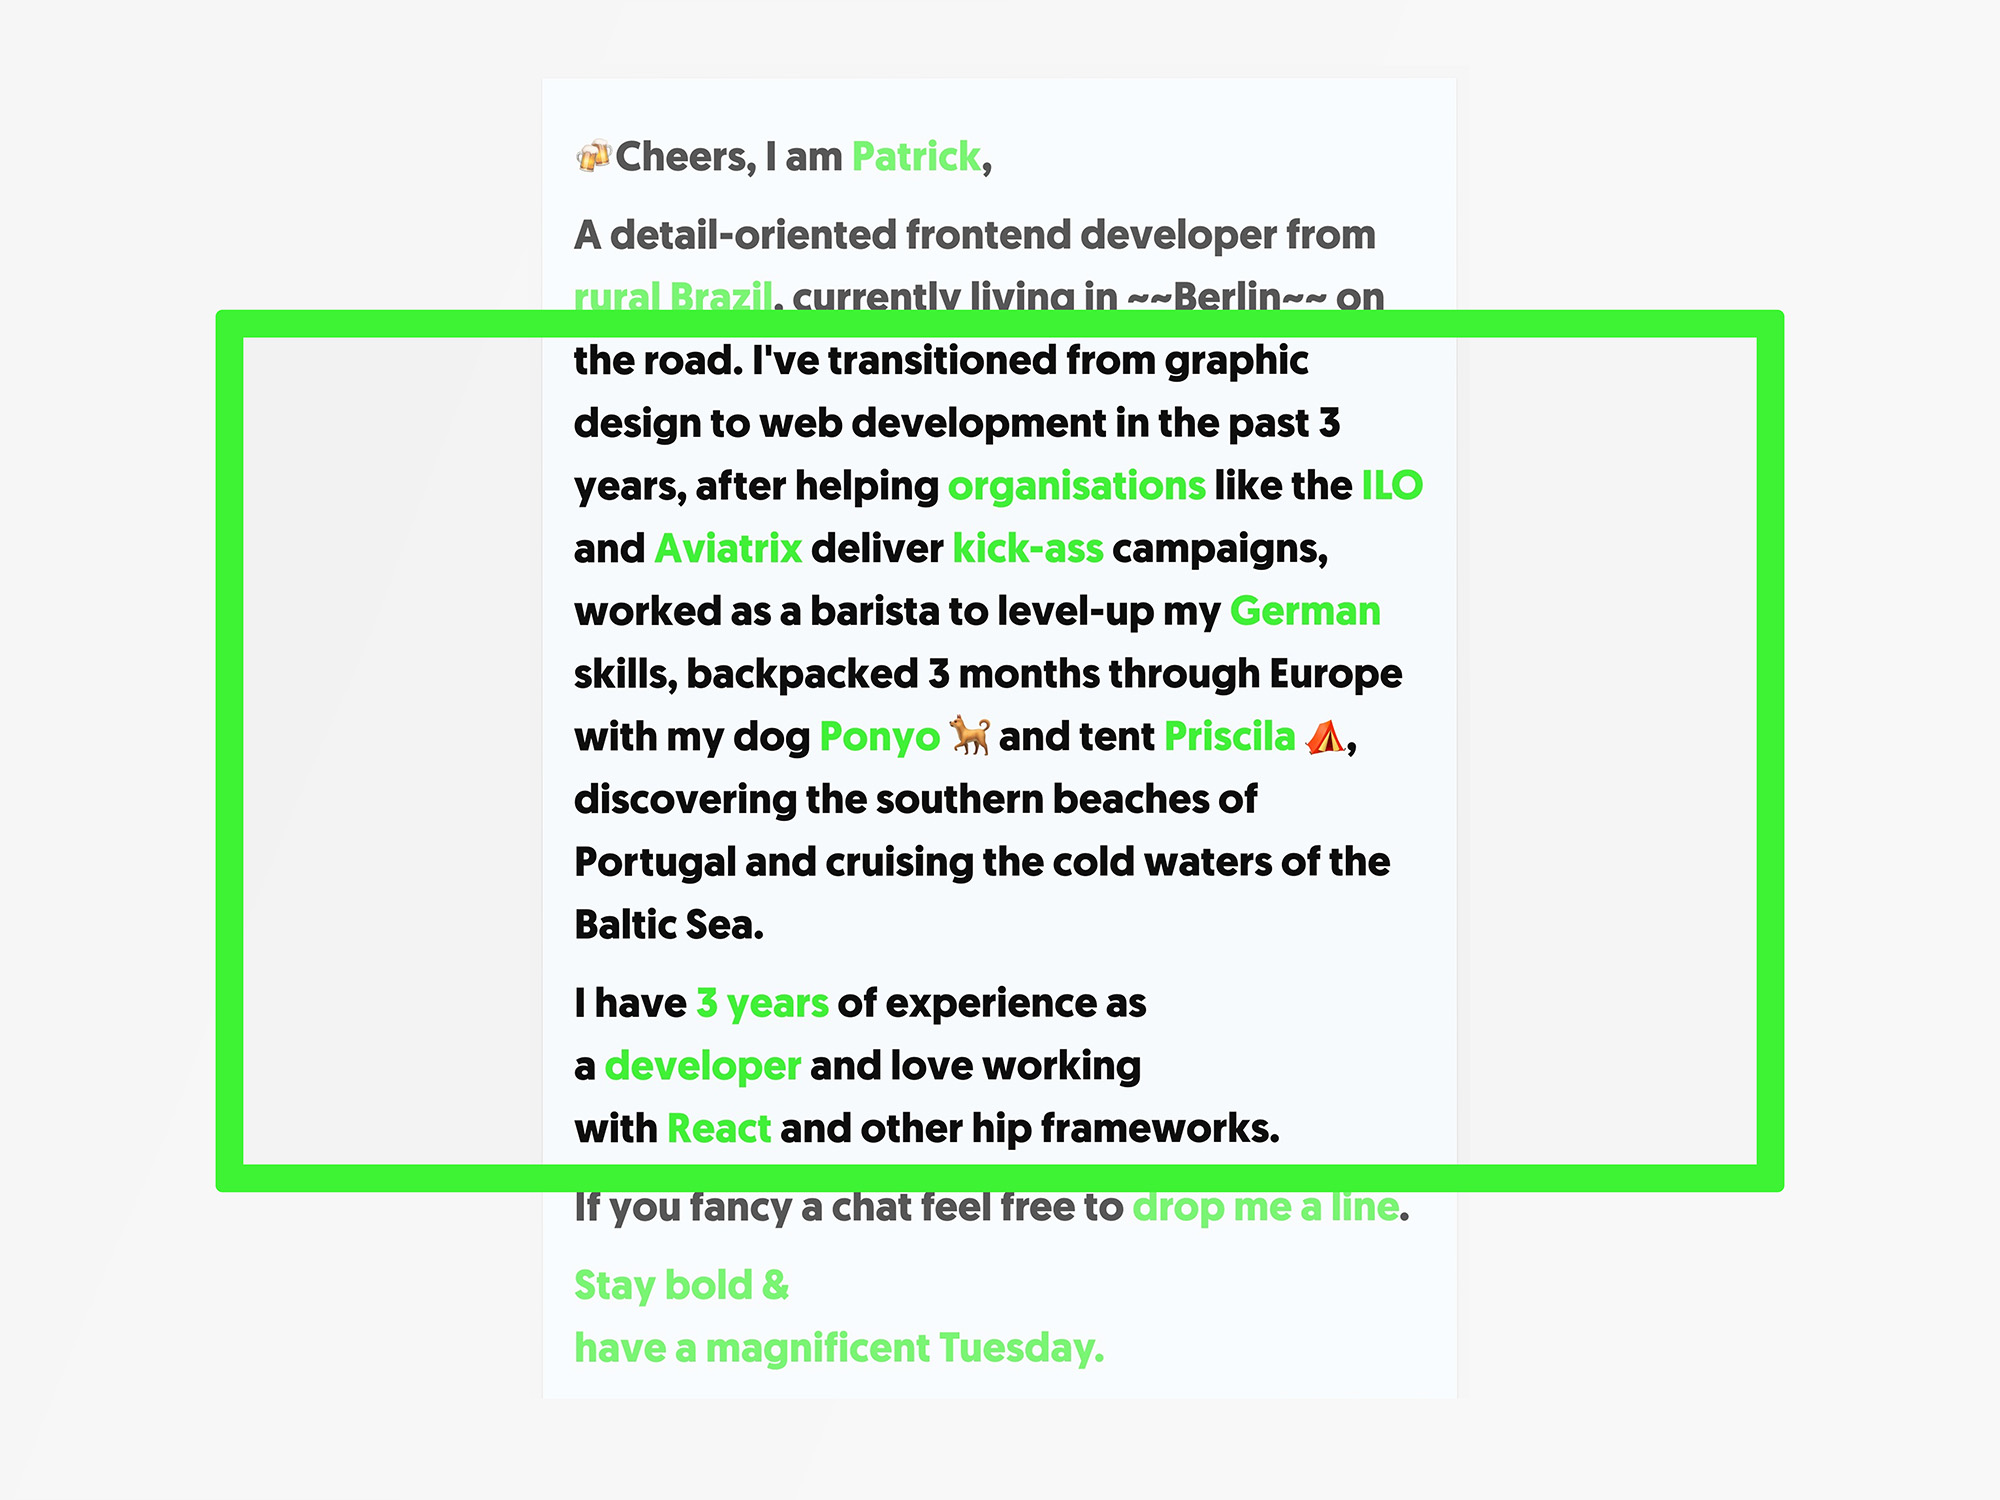 🍻Cheers, I am Patrick,
A detail-oriented frontend developer from
rural Brazil, currently living in ~~Berlin~~ on
the road. I've transitioned from graphic
design to web development in the past 3
years, after helping organisations like the ILO
and Aviatrix deliver kick-ass campaigns,
worked as a barista to level-up my German
skills, backpacked 3 months through Europe
with my dog Ponyo 🐕 and tent Priscila ⛺,
discovering the southern beaches of
Portugal and cruising the cold waters of the
Baltic Sea.
I have 3 years of experience as
a developer and love working
with React and other hip frameworks.
If you fancy a chat feel free to drop me a line.
Stay bold &
have a magnificent Tuesday.